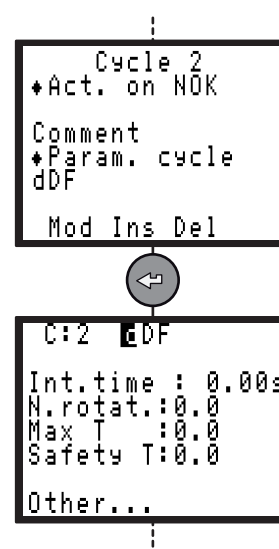 Cycle 2
♦Act. on NOK
Comment
♦Param. cycle
dDF
Mod Ins Del
C:2 dDF
Int.time : 0.00s
N.rotat.:0.0
Max T :0.0
Safety T:0.0
Other...